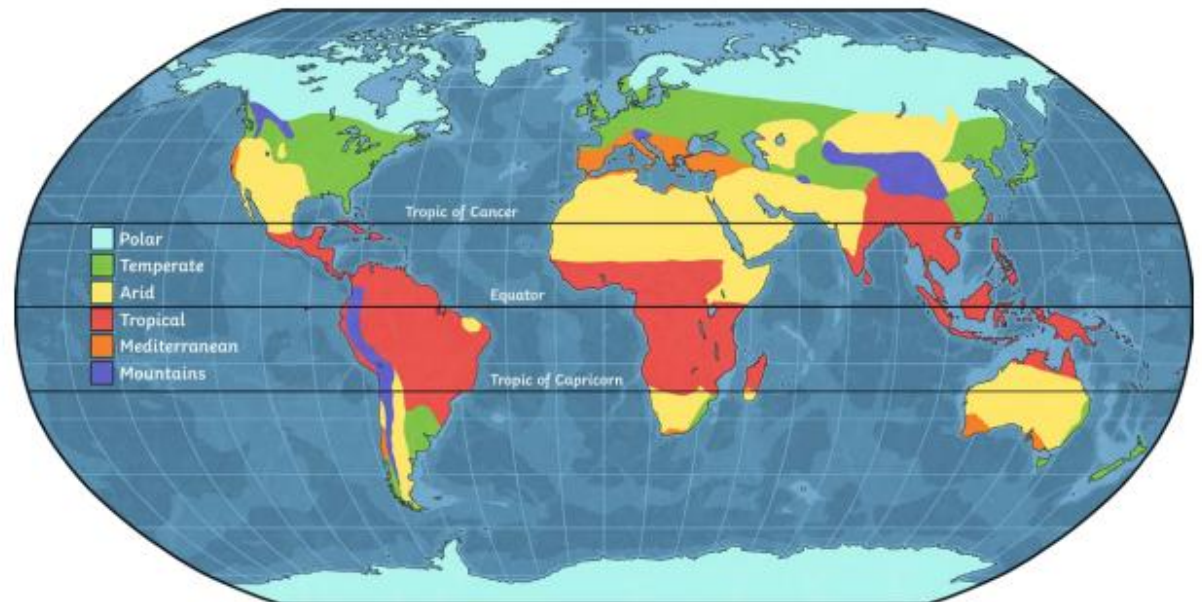 Tropic of Cancer
Polar
Temperate
Arid
Tropical
Mediterranean
Mountains
Equator
Tropic of Capricorn